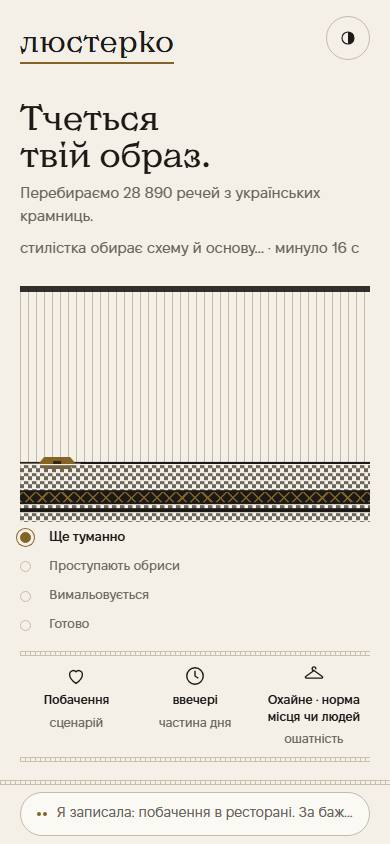 люстерко
Тчеться
твій образ.
Перебираємо 28 890 речей з українських
крамниць.
стилістка обирає схему й основу... · минуло 16 с
Ще туманно
Проступають обриси
Вимальовується
Готово
Побачення
сценарій
ввечері
частина дня
Охайне · норма
місця чи людей
ошатність
Я записала: побачення в ресторані. За баж...